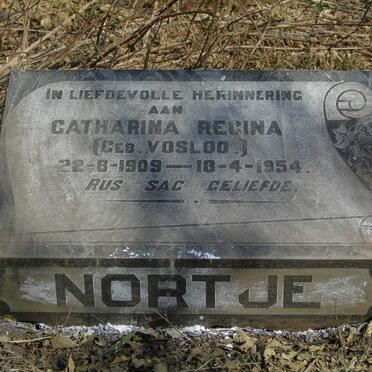 IN LIEFDEVOLLE HERINNERING
AAN
CATHARINA REGINA
(GEB. VOSLOO.)
22-8-1909 — 18-4-1954.
RUS SAG GELIEFDE.
NORTJE